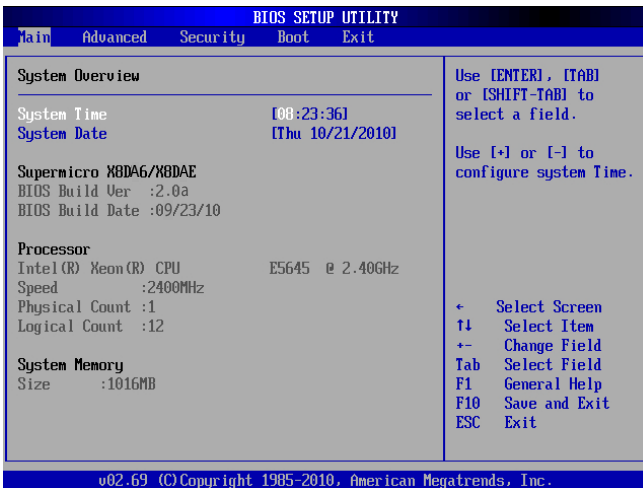 BIOS SETUP UTILITY
Main Advanced Security Boot Exit
System Overview
System Time [08:23:36]
System Date [Thu 10/21/2010]
Supermicro X8DA6/X8DAE
BIOS Build Ver :2.0a
BIOS Build Date :09/23/10
Processor
Intel(R) Xeon(R) CPU E5645 @ 2.40GHz
Speed :2400MHz
Physical Count :1
Logical Count :12
System Memory
Size :1016MB
Use [ENTER], [TAB]
or [SHIFT-TAB] to
select a field.
Use [+] or [-] to
configure system Time.
← Select Screen
↑↓ Select Item
+- Change Field
Tab Select Field
F1 General Help
F10 Save and Exit
ESC Exit
v02.69 (C)Copyright 1985-2010, American Megatrends, Inc.